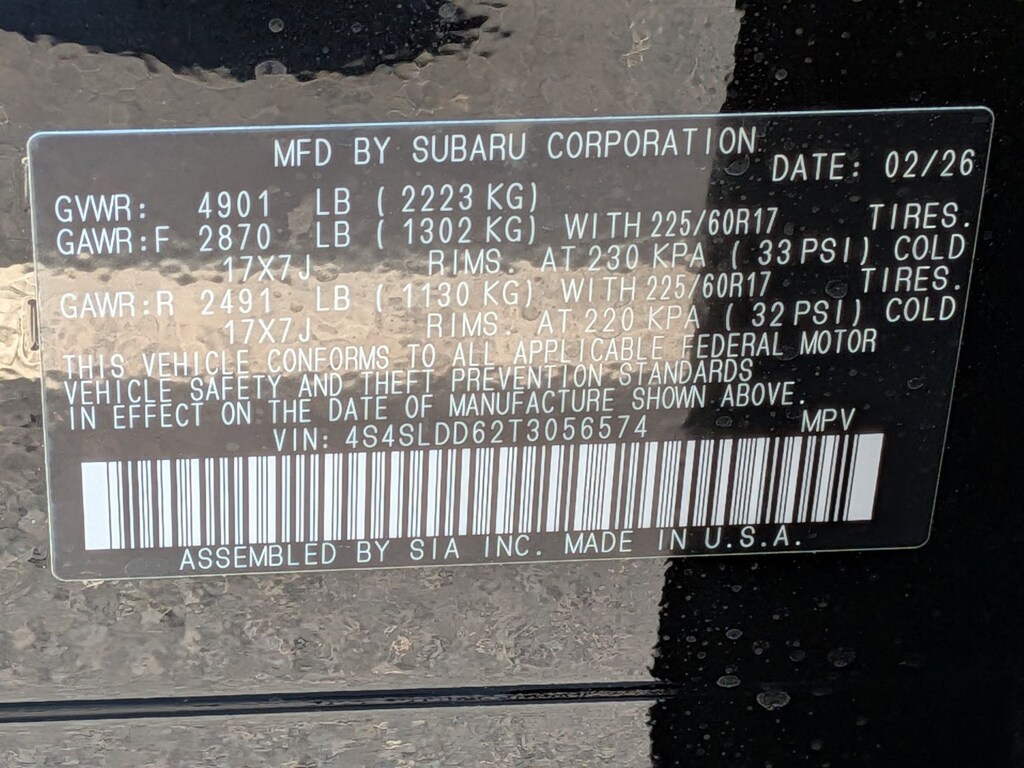 MFD BY SUBARU CORPORATION
DATE: 02/26
GVWR: 4901 LB ( 2223 KG)
GAWR:F 2870 LB ( 1302 KG) WITH 225/60R17 TIRES.
17X7J RIMS. AT 230 KPA ( 33 PSI) COLD
GAWR:R 2491 LB ( 1130 KG) WITH 225/60R17 TIRES.
17X7J RIMS. AT 220 KPA ( 32 PSI) COLD
THIS VEHICLE CONFORMS TO ALL APPLICABLE FEDERAL MOTOR
VEHICLE SAFETY AND THEFT PREVENTION STANDARDS
IN EFFECT ON THE DATE OF MANUFACTURE SHOWN ABOVE.
VIN: 4S4SLDD62T3056574 MPV
ASSEMBLED BY SIA INC. MADE IN U.S.A.